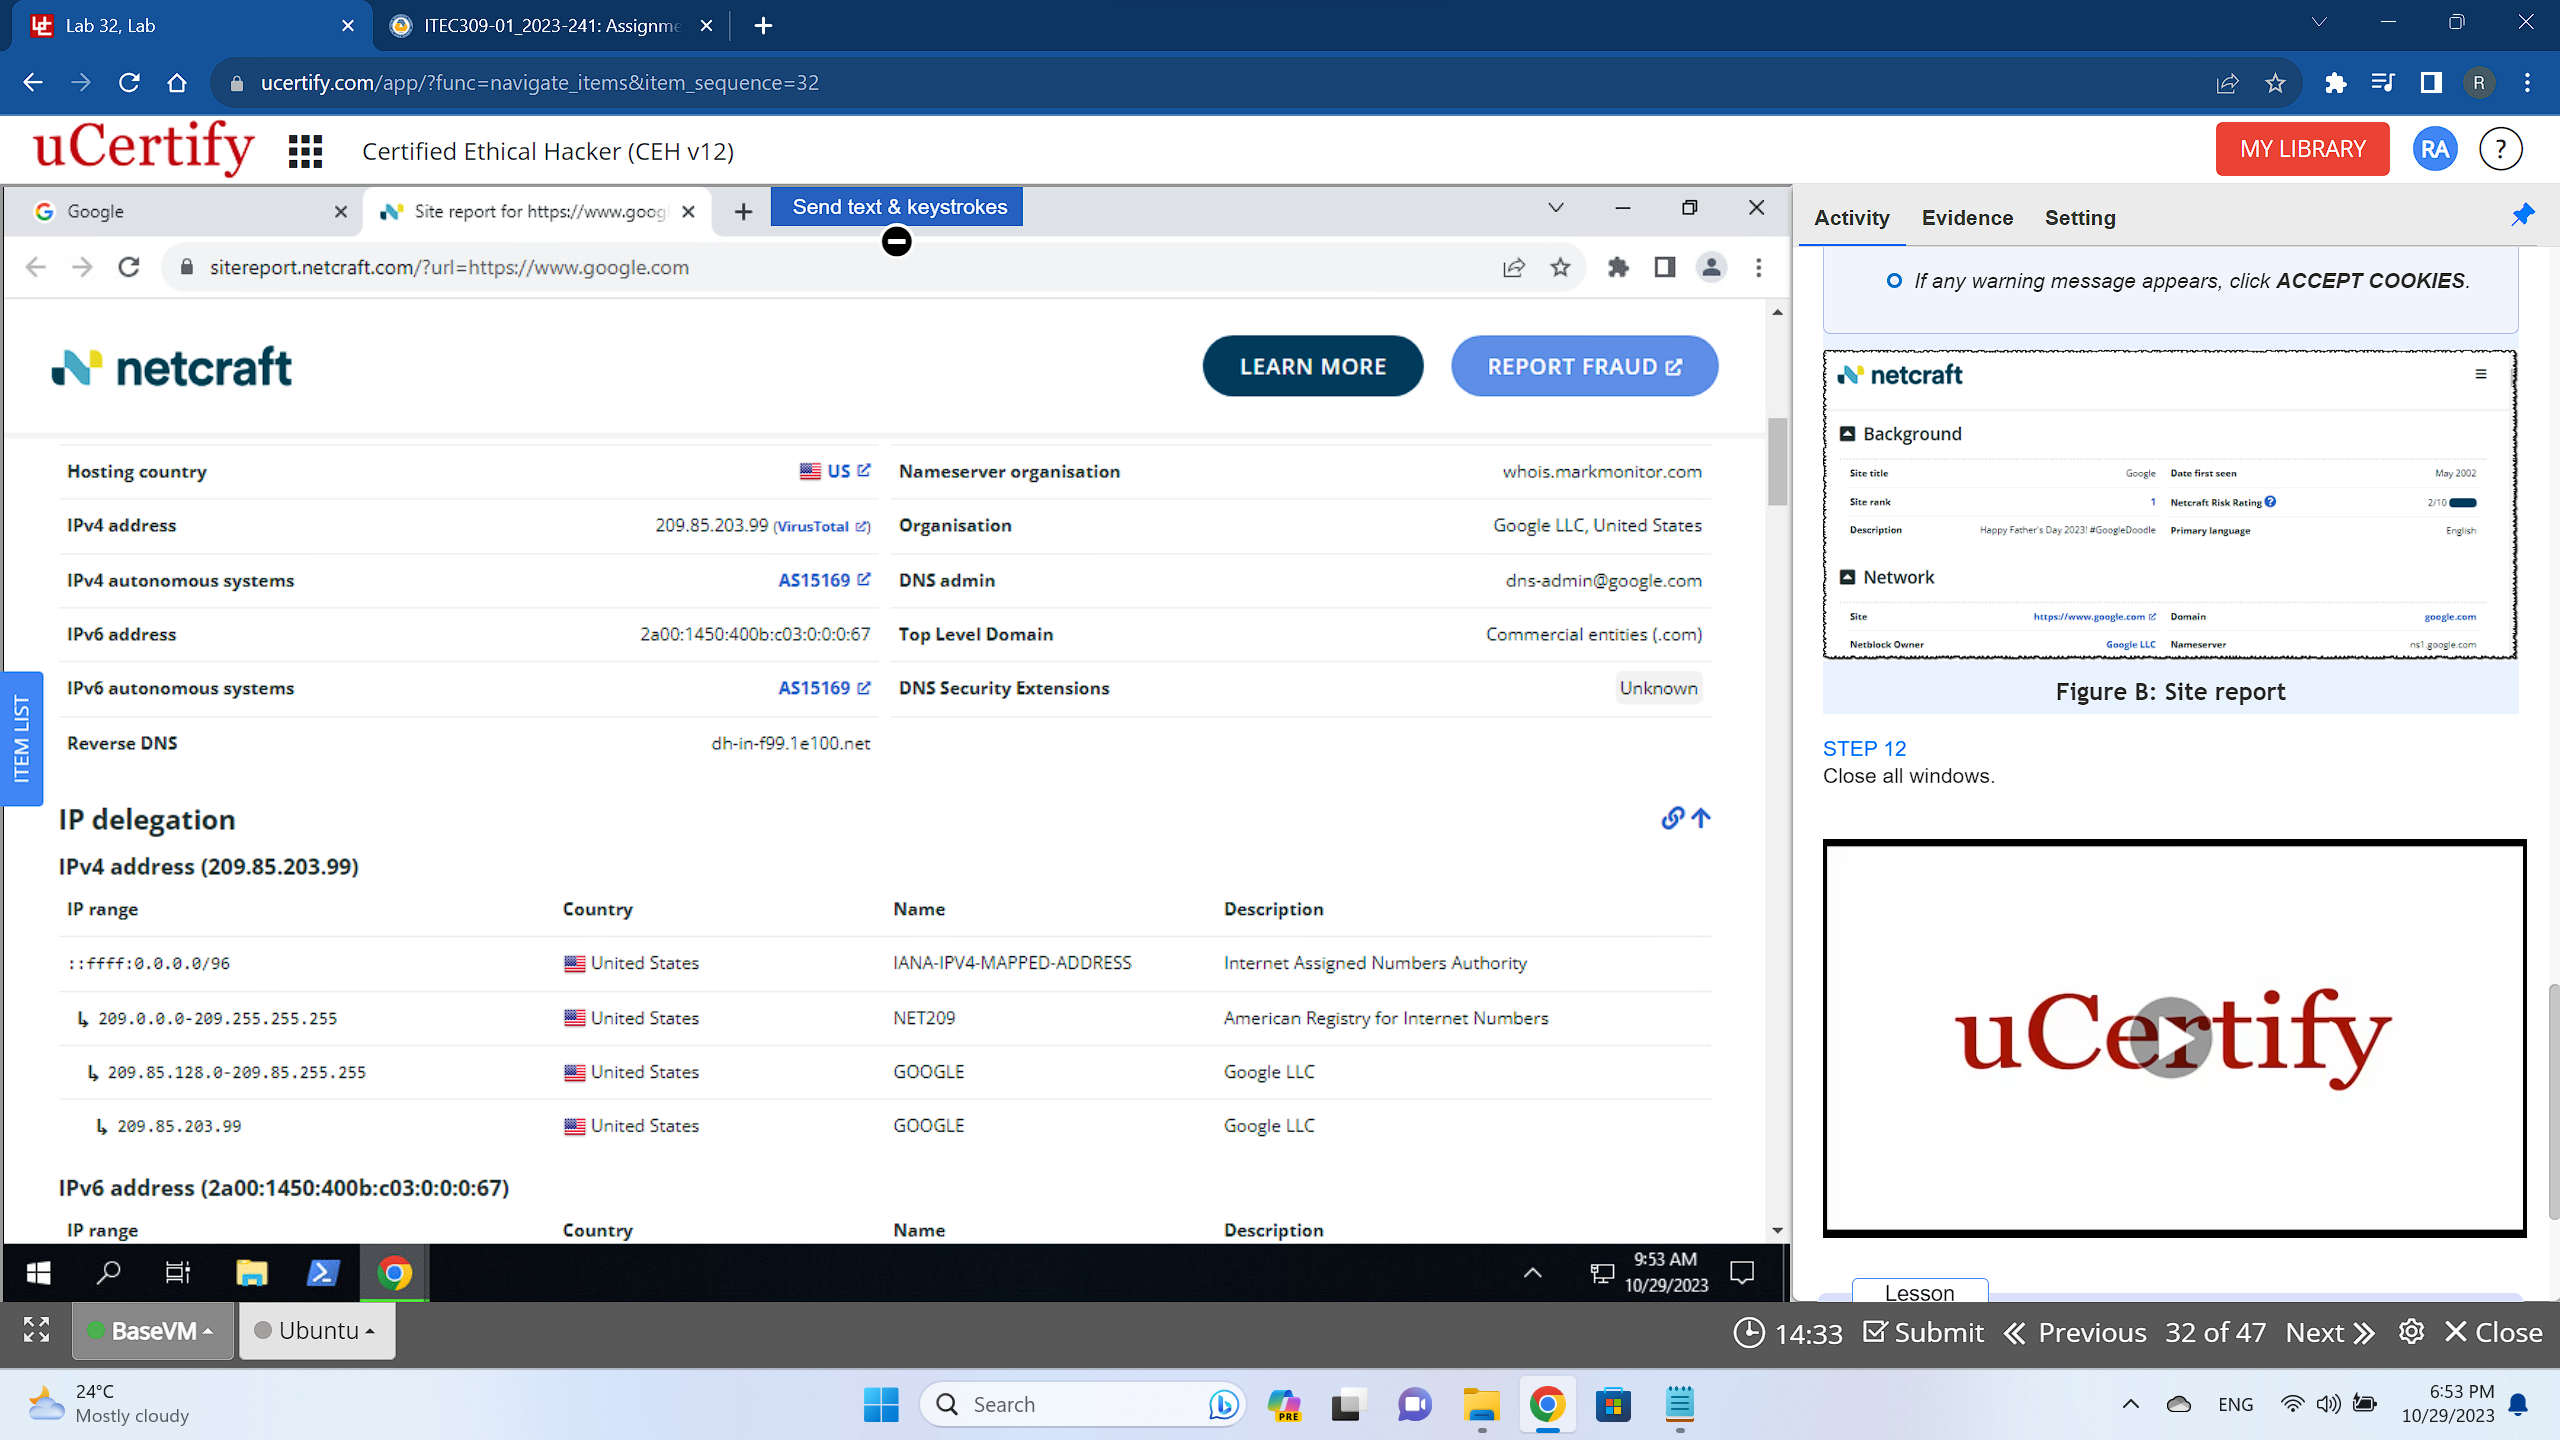 Lab 32, Lab
ITEC309-01_2023-241: Assignme
ucertify.com/app/?func=navigate_items&item_sequence=32
R
uCertify
Certified Ethical Hacker (CEH v12)
MY LIBRARY
RA
?
Google
Site report for https://www.goog
Send text & keystrokes
sitereport.netcraft.com/?url=https://www.google.com
netcraft
LEARN MORE
REPORT FRAUD
Hosting country US Nameserver organisation whois.markmonitor.com
IPv4 address 209.85.203.99 (VirusTotal) Organisation Google LLC, United States
IPv4 autonomous systems AS15169 DNS admin dns-admin@google.com
IPv6 address 2a00:1450:400b:c03:0:0:0:67 Top Level Domain Commercial entities (.com)
IPv6 autonomous systems AS15169 DNS Security Extensions Unknown
Reverse DNS dh-in-f99.1e100.net
IP delegation
IPv4 address (209.85.203.99)
IP range Country Name Description
::ffff:0.0.0.0/96 United States IANA-IPV4-MAPPED-ADDRESS Internet Assigned Numbers Authority
↳ 209.0.0.0-209.255.255.255 United States NET209 American Registry for Internet Numbers
↳ 209.85.128.0-209.85.255.255 United States GOOGLE Google LLC
↳ 209.85.203.99 United States GOOGLE Google LLC
IPv6 address (2a00:1450:400b:c03:0:0:0:67)
IP range Country Name Description
9:53 AM
10/29/2023
ITEM LIST
Activity Evidence Setting
If any warning message appears, click ACCEPT COOKIES.
netcraft
Background
Site title Google Date first seen May 2002
Site rank 1 Netcraft Risk Rating ? 2/10
Description Happy Father's Day 2023! #GoogleDoodle Primary language English
Network
Site https://www.google.com Domain google.com
Netblock Owner Google LLC Nameserver ns1.google.com
Figure B: Site report
STEP 12
Close all windows.
uCertify
Lesson
BaseVM
Ubuntu
14:33 Submit Previous 32 of 47 Next Close
24°C
Mostly cloudy
Search
PRE
ENG
6:53 PM
10/29/2023